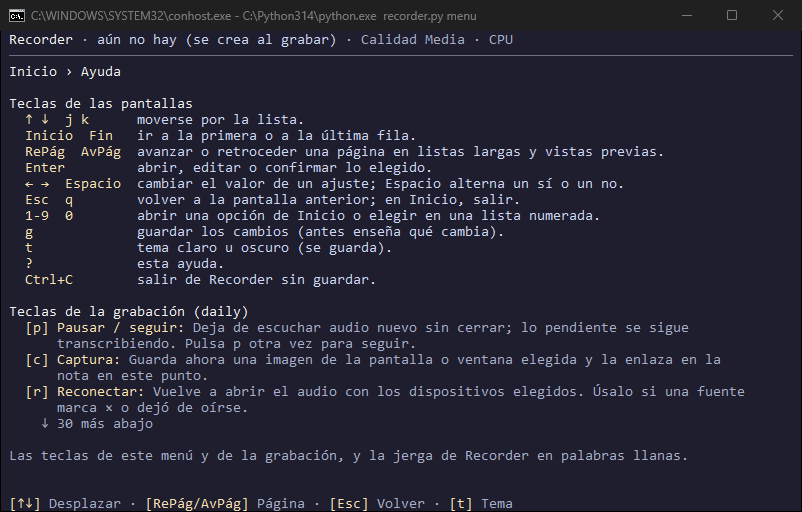 C:\WINDOWS\SYSTEM32\conhost.exe - C:\Python314\python.exe  recorder.py menu
Recorder · aún no hay (se crea al grabar) · Calidad Media · CPU
Inicio › Ayuda
Teclas de las pantallas
↑ ↓  j k      moverse por la lista.
Inicio  Fin   ir a la primera o a la última fila.
RePág  AvPág  avanzar o retroceder una página en listas largas y vistas previas.
Enter         abrir, editar o confirmar lo elegido.
← →  Espacio  cambiar el valor de un ajuste; Espacio alterna un sí o un no.
Esc  q        volver a la pantalla anterior; en Inicio, salir.
1-9  0        abrir una opción de Inicio o elegir en una lista numerada.
g             guardar los cambios (antes enseña qué cambia).
t             tema claro u oscuro (se guarda).
?             esta ayuda.
Ctrl+C        salir de Recorder sin guardar.
Teclas de la grabación (daily)
[p] Pausar / seguir: Deja de escuchar audio nuevo sin cerrar; lo pendiente se sigue
transcribiendo. Pulsa p otra vez para seguir.
[c] Captura: Guarda ahora una imagen de la pantalla o ventana elegida y la enlaza en la
nota en este punto.
[r] Reconectar: Vuelve a abrir el audio con los dispositivos elegidos. Úsalo si una fuente
marca × o dejó de oírse.
↓ 30 más abajo
Las teclas de este menú y de la grabación, y la jerga de Recorder en palabras llanas.
[↑↓] Desplazar · [RePág/AvPág] Página · [Esc] Volver · [t] Tema